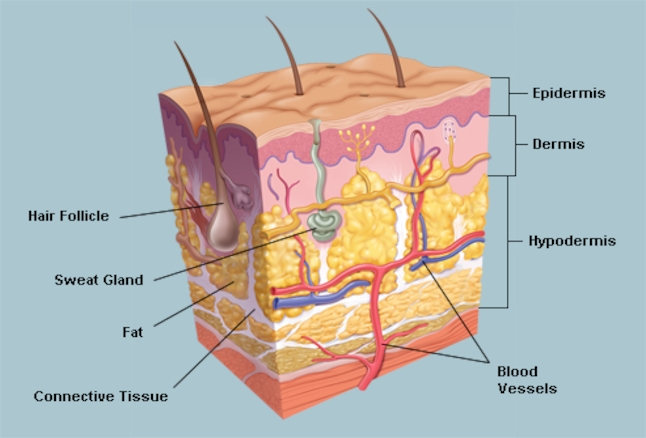 Epidermis
Dermis
Hair Follicle
Hypodermis
Sweat Gland
Fat
Blood
Vessels
Connective Tissue